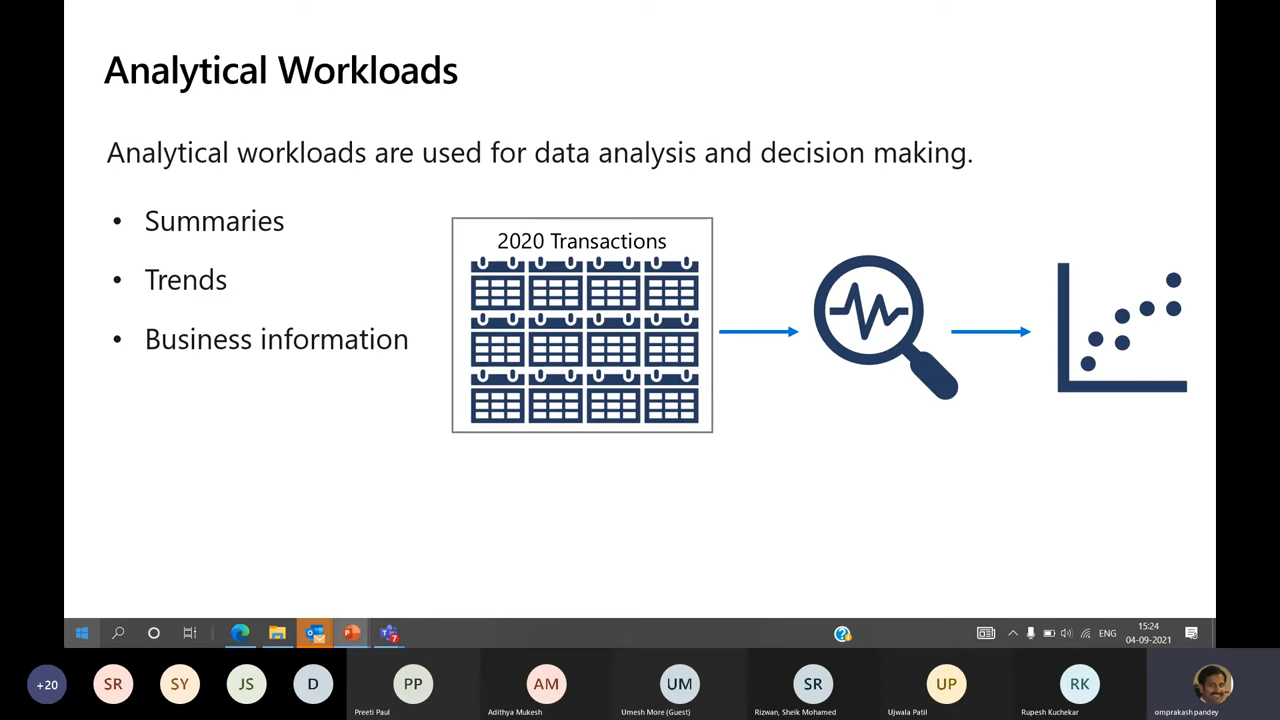 Analytical Workloads
Analytical workloads are used for data analysis and decision making.
• Summaries
• Trends
• Business information
2020 Transactions
7
ENG
15:24
04-09-2021
+20
SR
SY
JS
D
PP
Preeti Paul
AM
Adithya Mukesh
UM
Umesh More (Guest)
SR
Rizwan, Sheik Mohamed
UP
Ujwala Patil
RK
Rupesh Kuchekar
omprakash pandey